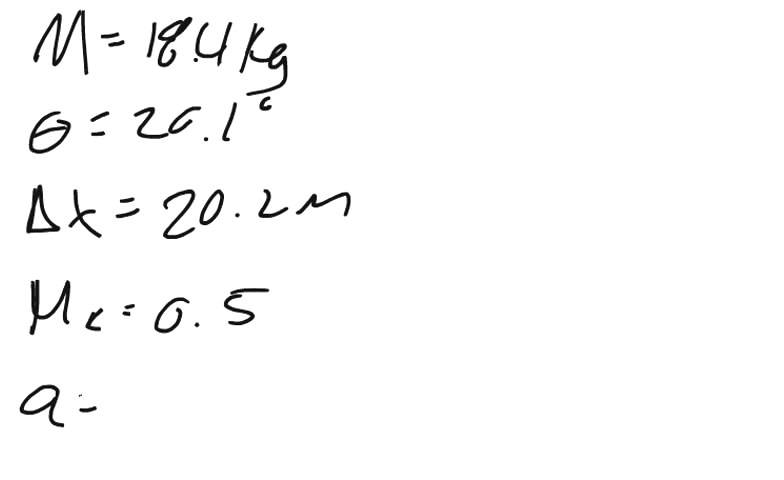 M = 18.4 kg
θ = 20.1°
Δx = 20.2 m
μk = 0.5
a =